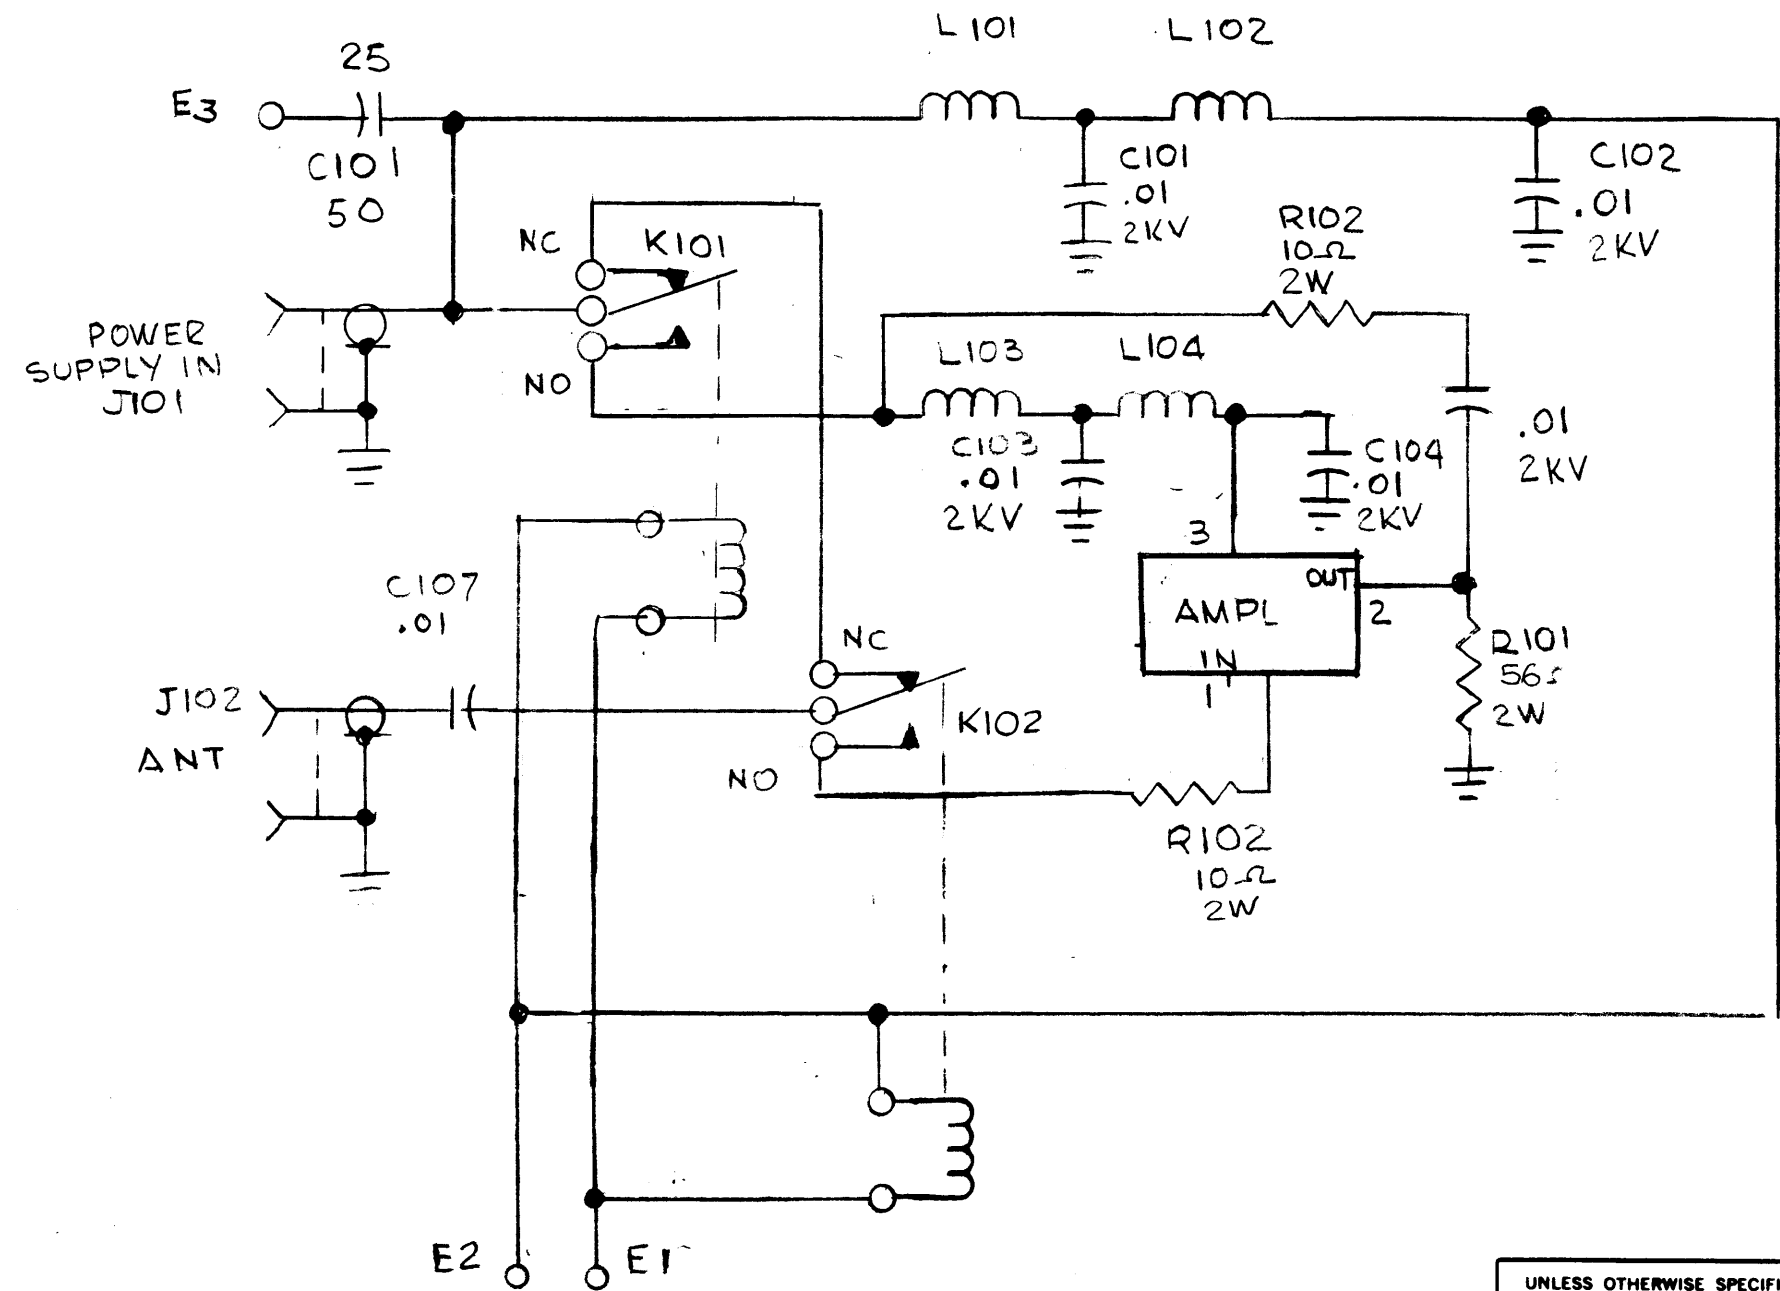 L101
L102
25
E3
C101
50
C101
.01
2KV
C102
.01
2KV
R102
10Ω
2W
NC
K101
POWER
SUPPLY IN
J101
NO
L103
L104
C103
.01
2KV
C104
.01
2KV
.01
2KV
3
OUT
AMPL
2
IN
1
R101
56
2W
C107
.01
NC
J102
ANT
K102
NO
R102
10Ω
2W
E2
E1
UNLESS OTHERWISE SPECIFI